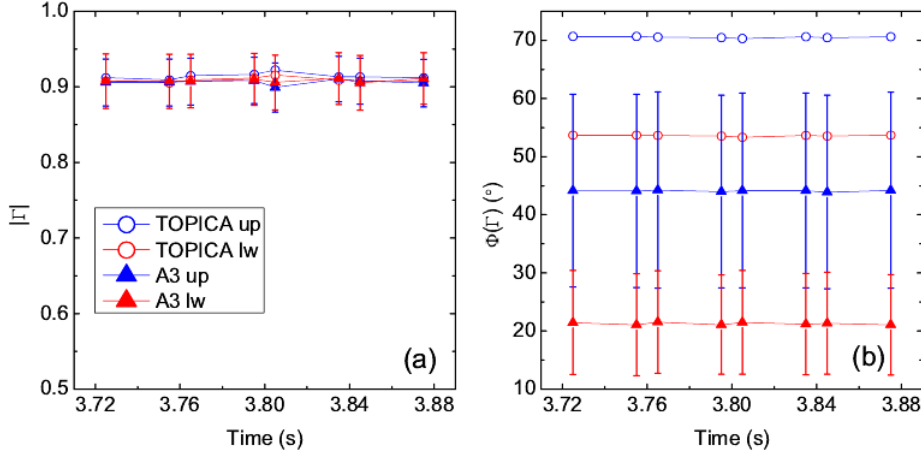 1.0
0.9
0.8
0.7
0.6
0.5
|Γ|
TOPICA up
TOPICA lw
A3 up
A3 lw
(a)
3.72 3.76 3.80 3.84 3.88
Time (s)
70
60
50
40
30
20
10
Φ(Γ) (°)
(b)
3.72 3.76 3.80 3.84 3.88
Time (s)